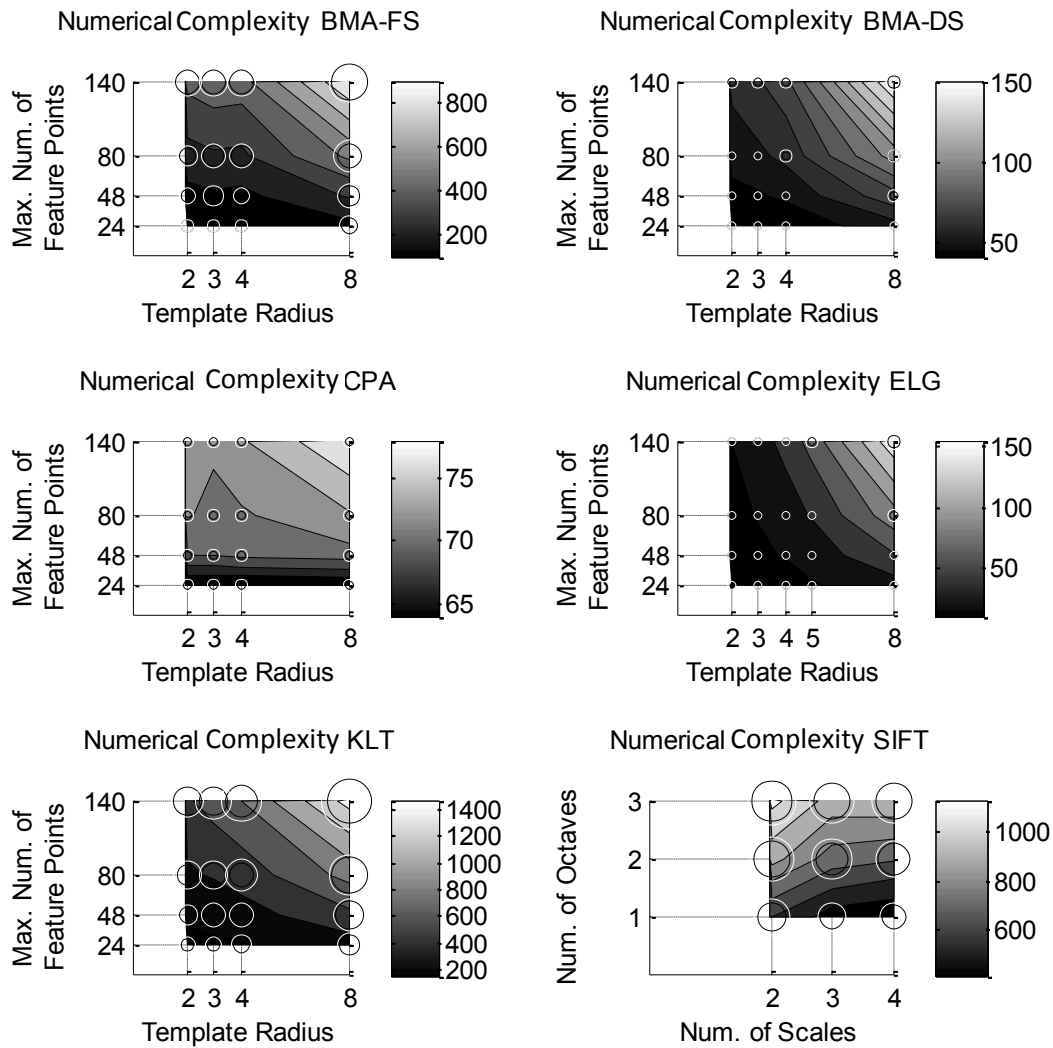 Numerical Complexity BMA-FS
Max. Num. of
Feature Points
140
80
48
24
2 3 4 8
Template Radius
800
600
400
200
Numerical Complexity BMA-DS
Max. Num. of
Feature Points
140
80
48
24
2 3 4 8
Template Radius
150
100
50
Numerical Complexity CPA
Max. Num. of
Feature Points
140
80
48
24
2 3 4 8
Template Radius
75
70
65
Numerical Complexity ELG
Max. Num. of
Feature Points
140
80
48
24
2 3 4 5 8
Template Radius
150
100
50
Numerical Complexity KLT
Max. Num. of
Feature Points
140
80
48
24
2 3 4 8
Template Radius
1400
1200
1000
800
600
400
200
Numerical Complexity SIFT
Num. of Octaves
3
2
1
2 3 4
Num. of Scales
1000
800
600